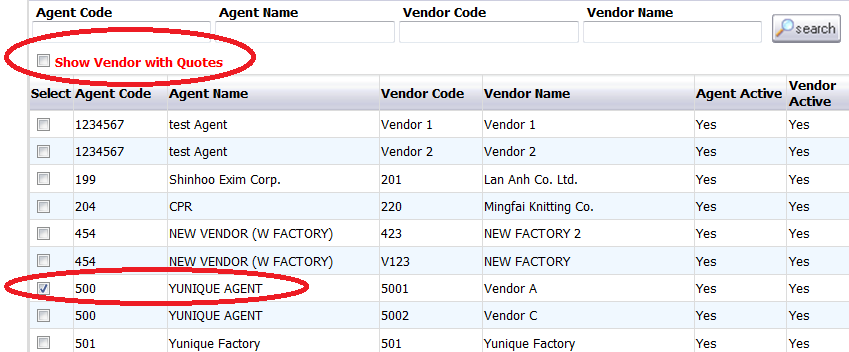 Agent Code Agent Name Vendor Code Vendor Name
search
Show Vendor with Quotes
Select Agent Code Agent Name Vendor Code Vendor Name Agent Active Vendor Active
1234567 test Agent Vendor 1 Vendor 1 Yes Yes
1234567 test Agent Vendor 2 Vendor 2 Yes Yes
199 Shinhoo Exim Corp. 201 Lan Anh Co. Ltd. Yes Yes
204 CPR 220 Mingfai Knitting Co. Yes Yes
454 NEW VENDOR (W FACTORY) 423 NEW FACTORY 2 Yes Yes
454 NEW VENDOR (W FACTORY) V123 NEW FACTORY Yes Yes
500 YUNIQUE AGENT 5001 Vendor A Yes Yes
500 YUNIQUE AGENT 5002 Vendor C Yes Yes
501 Yunique Factory 501 Yunique Factory Yes Yes